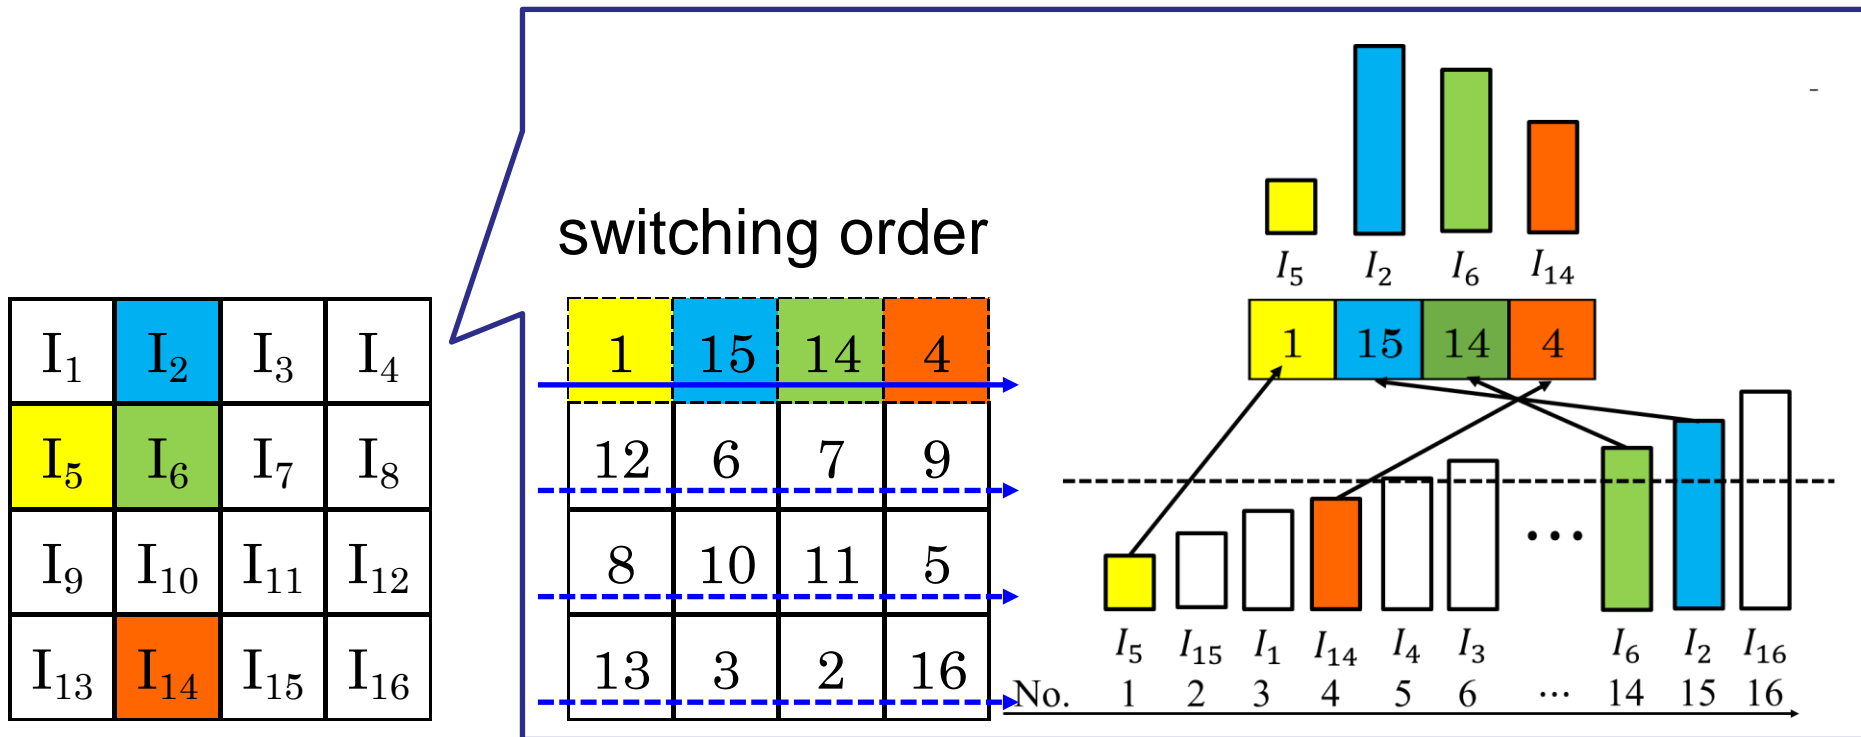 switching order
I₁ I₂ I₃ I₄
I₅ I₆ I₇ I₈
I₉ I₁₀ I₁₁ I₁₂
I₁₃ I₁₄ I₁₅ I₁₆
1 15 14 4
12 6 7 9
8 10 11 5
13 3 2 16
-
I₅ I₂ I₆ I₁₄
1 15 14 4
...
I₅ I₁₅ I₁ I₁₄ I₄ I₃ I₆ I₂ I₁₆
No. 1 2 3 4 5 6 ... 14 15 16